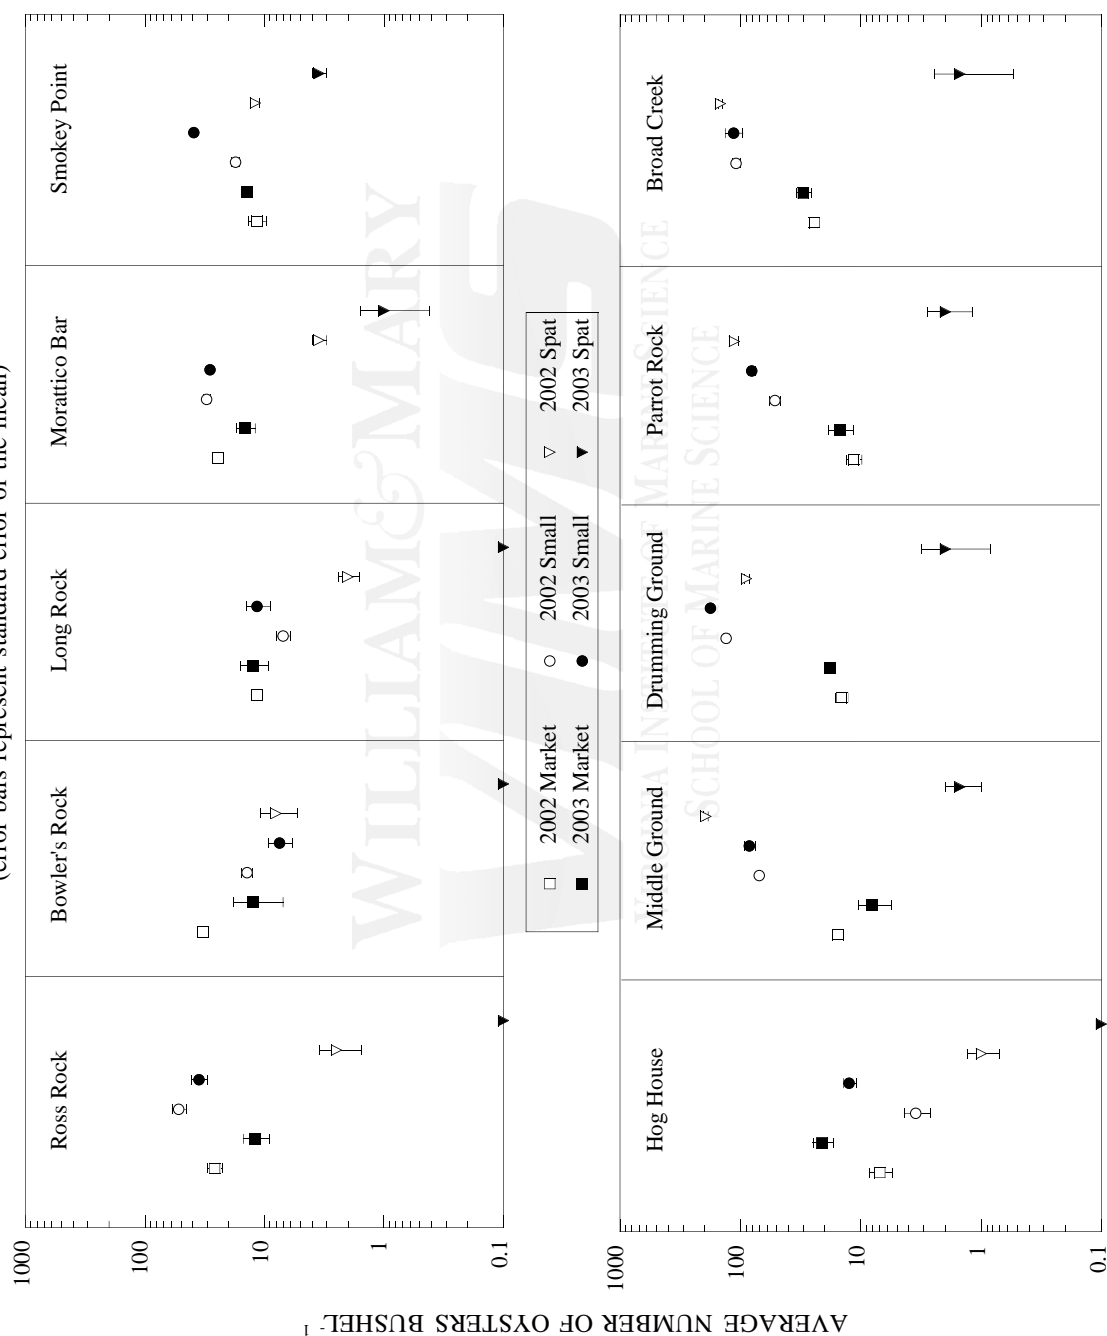 (error bars represent standard error of the mean)
Ross Rock
Bowler's Rock
Long Rock
Morattico Bar
Smokey Point
1000
100
10
1
0.1
2002 Market
2002 Small
2002 Spat
2003 Market
2003 Small
2003 Spat
WILLIAM & MARY
VIMS
VIRGINIA INSTITUTE OF MARINE SCIENCE
SCHOOL OF MARINE SCIENCE
Hog House
Middle Ground
Drumming Ground
Parrot Rock
Broad Creek
1000
100
10
1
0.1
AVERAGE NUMBER OF OYSTERS BUSHEL⁻¹